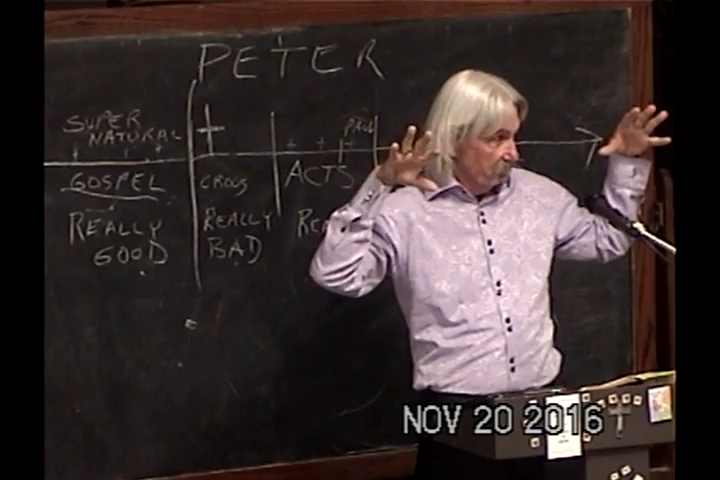 PETER
SUPER
NATURAL
PAUL
GOSPEL
CROSS
ACTS
REALLY
GOOD
REALLY
BAD
NOV 20 2016